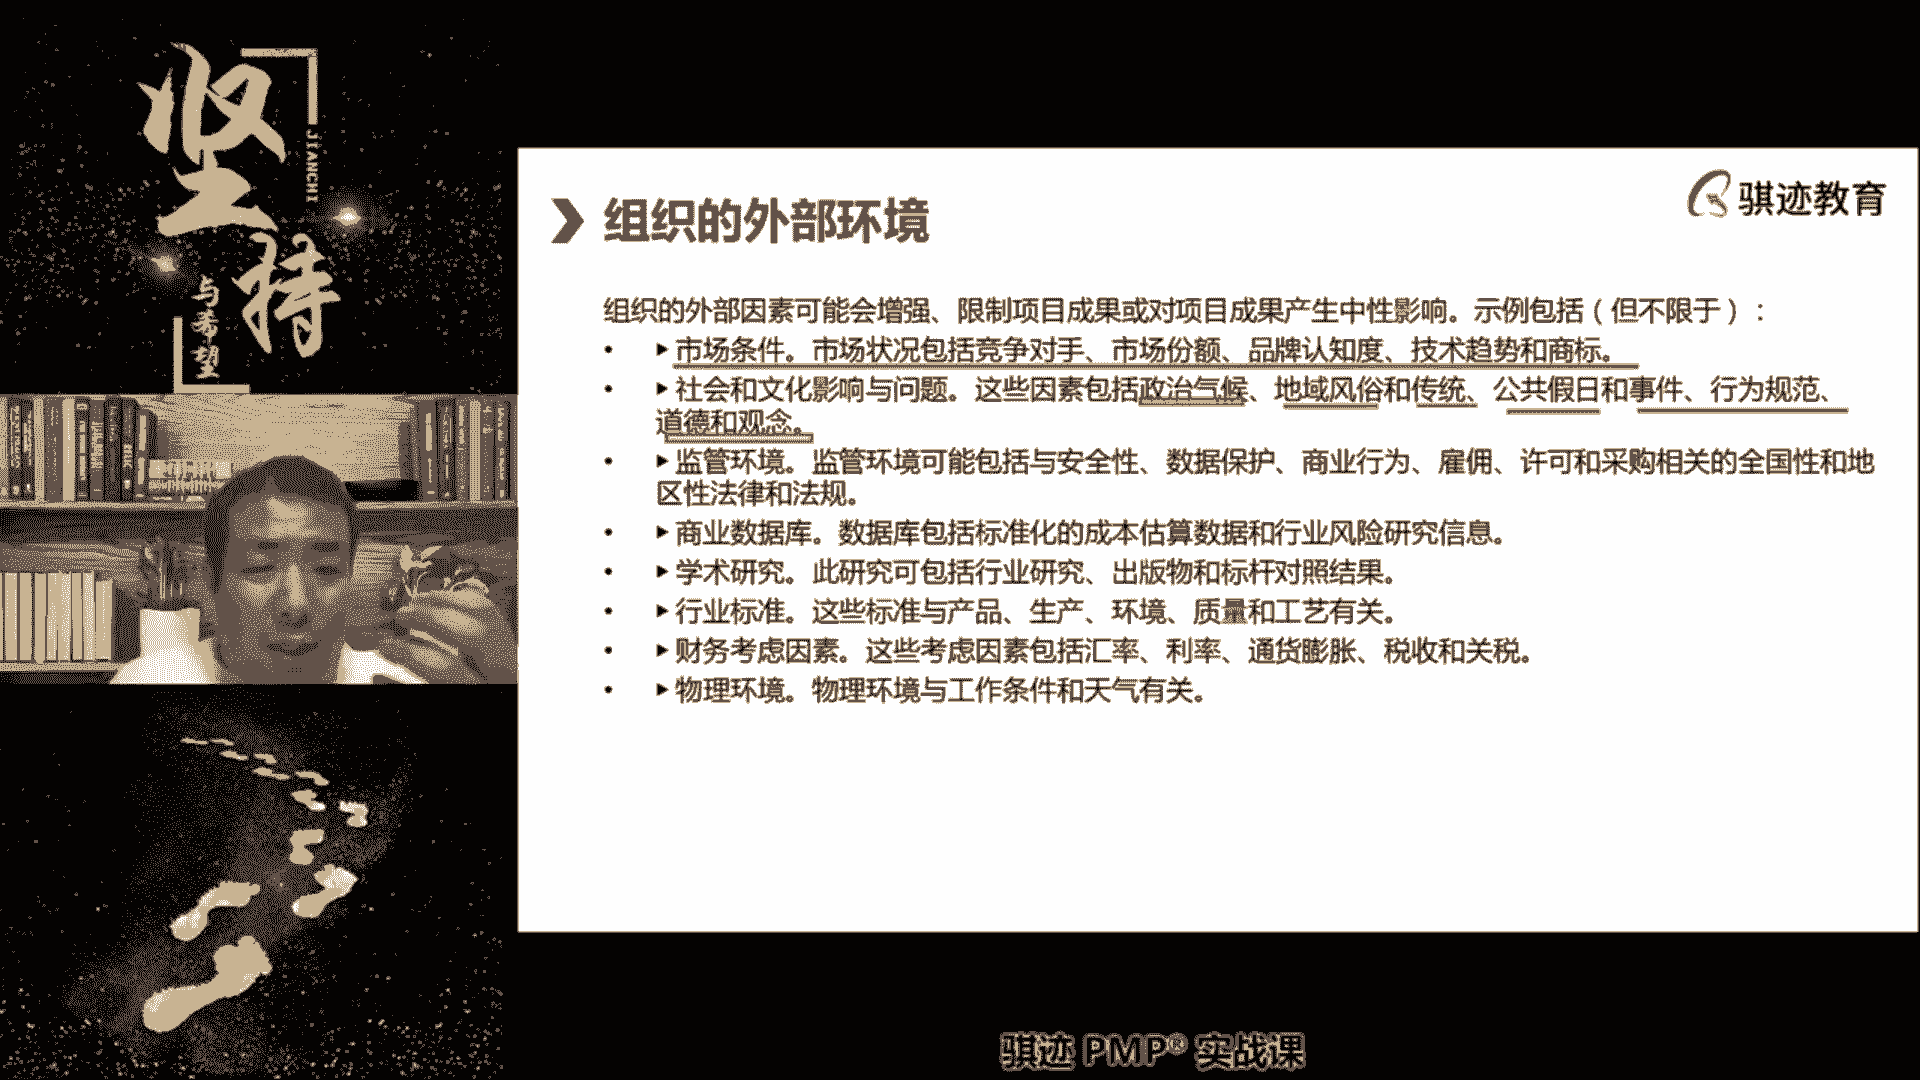 坚持
JIANCHI
与希望
骐迹教育
组织的外部环境
组织的外部因素可能会增强、限制项目成果或对项目成果产生中性影响。示例包括（但不限于）：
• ▶市场条件。市场状况包括竞争对手、市场份额、品牌认知度、技术趋势和商标。
• ▶社会和文化影响与问题。这些因素包括政治气候、地域风俗和传统、公共假日和事件、行为规范、
道德和观念。
• ▶监管环境。监管环境可能包括与安全性、数据保护、商业行为、雇佣、许可和采购相关的全国性和地
区性法律和法规。
• ▶商业数据库。数据库包括标准化的成本估算数据和行业风险研究信息。
• ▶学术研究。此研究可包括行业研究、出版物和标杆对照结果。
• ▶行业标准。这些标准与产品、生产、环境、质量和工艺有关。
• ▶财务考虑因素。这些考虑因素包括汇率、利率、通货膨胀、税收和关税。
• ▶物理环境。物理环境与工作条件和天气有关。
骐迹 PMP® 实战课